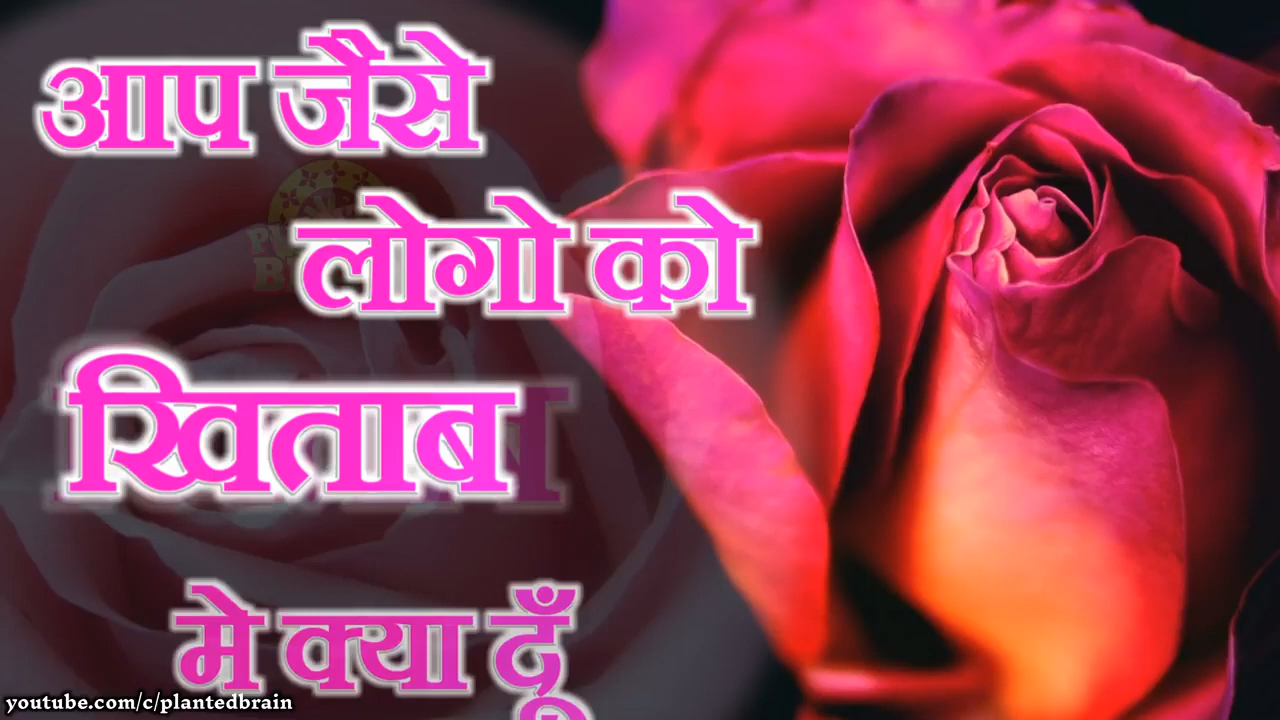 आप जैसे
लोगो को
खिताब
मे क्या दूँ
youtube.com/c/plantedbrain